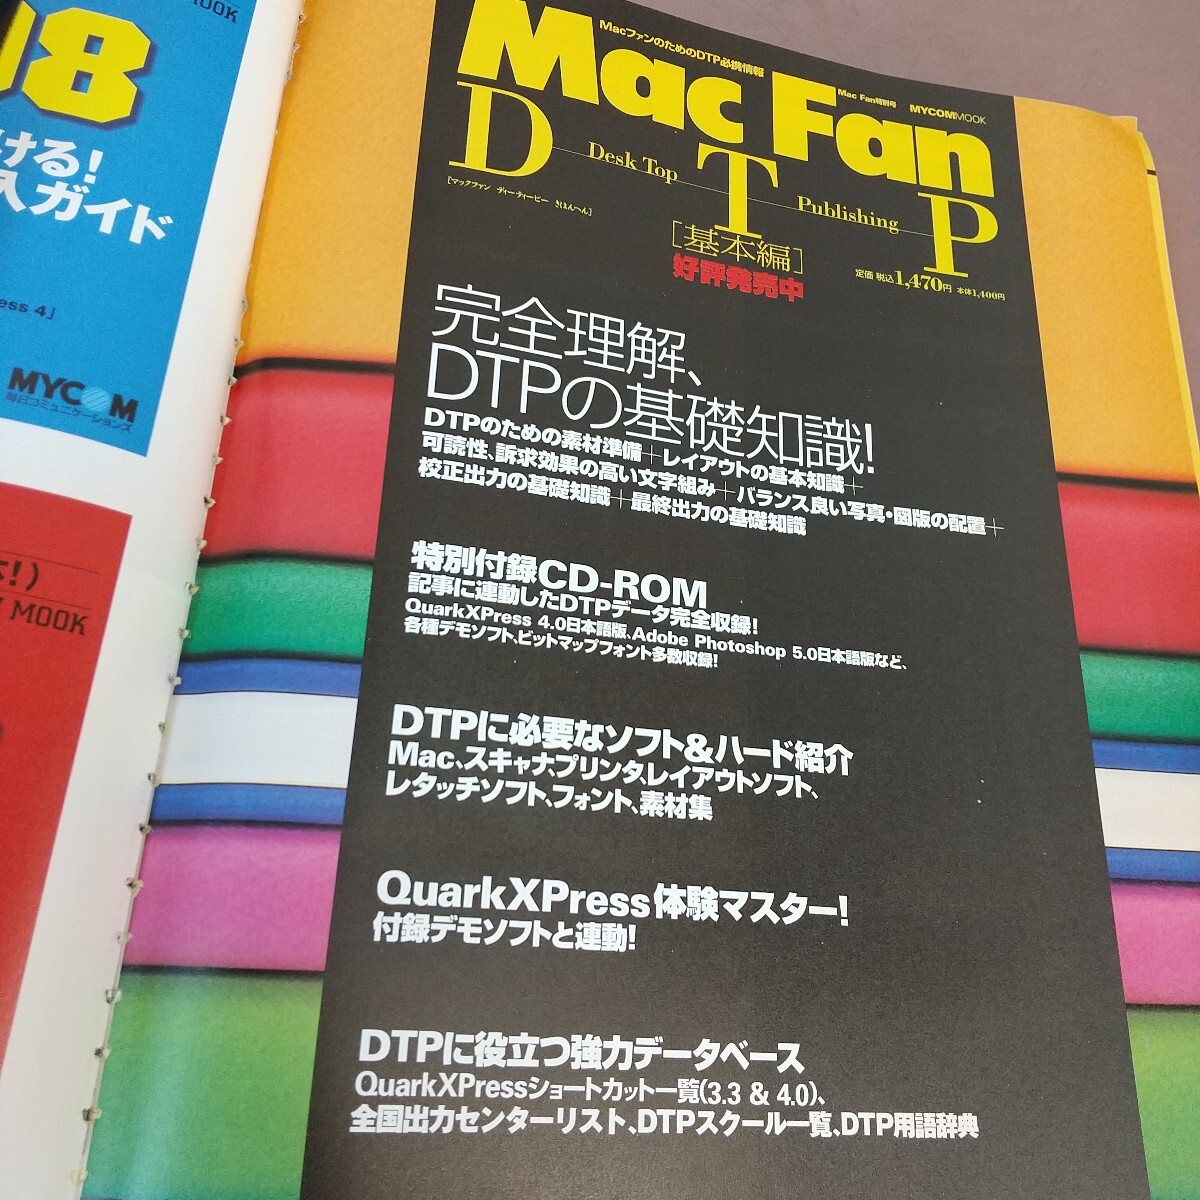 MOOK
98
ける!
入ガイド
ess 4」
MYCOM
毎日コミュニケーションズ
!)
MOOK
MacファンのためのDTP必携情報
Mac Fan
Mac Fan特別号 MYCOMMOOK
D Desk Top T Publishing P
[マックファン ディーティーピー きほんへん]
[基本編]
好評発売中
定価 税込1,470円 本体1,400円
完全理解、
DTPの基礎知識!
DTPのための素材準備+レイアウトの基本知識+
可読性、訴求効果の高い文字組み+バランス良い写真・図版の配置+
校正出力の基礎知識+最終出力の基礎知識
特別付録CD-ROM
記事に連動したDTPデータ完全収録!
QuarkXPress 4.0日本語版、Adobe Photoshop 5.0日本語版など、
各種デモソフト、ビットマップフォント多数収録!
DTPに必要なソフト&ハード紹介
Mac、スキャナ、プリンタ、レイアウトソフト、
レタッチソフト、フォント、素材集
QuarkXPress体験マスター!
付録デモソフトと連動!
DTPに役立つ強力データベース
QuarkXPressショートカット一覧(3.3 & 4.0)、
全国出力センターリスト、DTPスクール一覧、DTP用語辞典